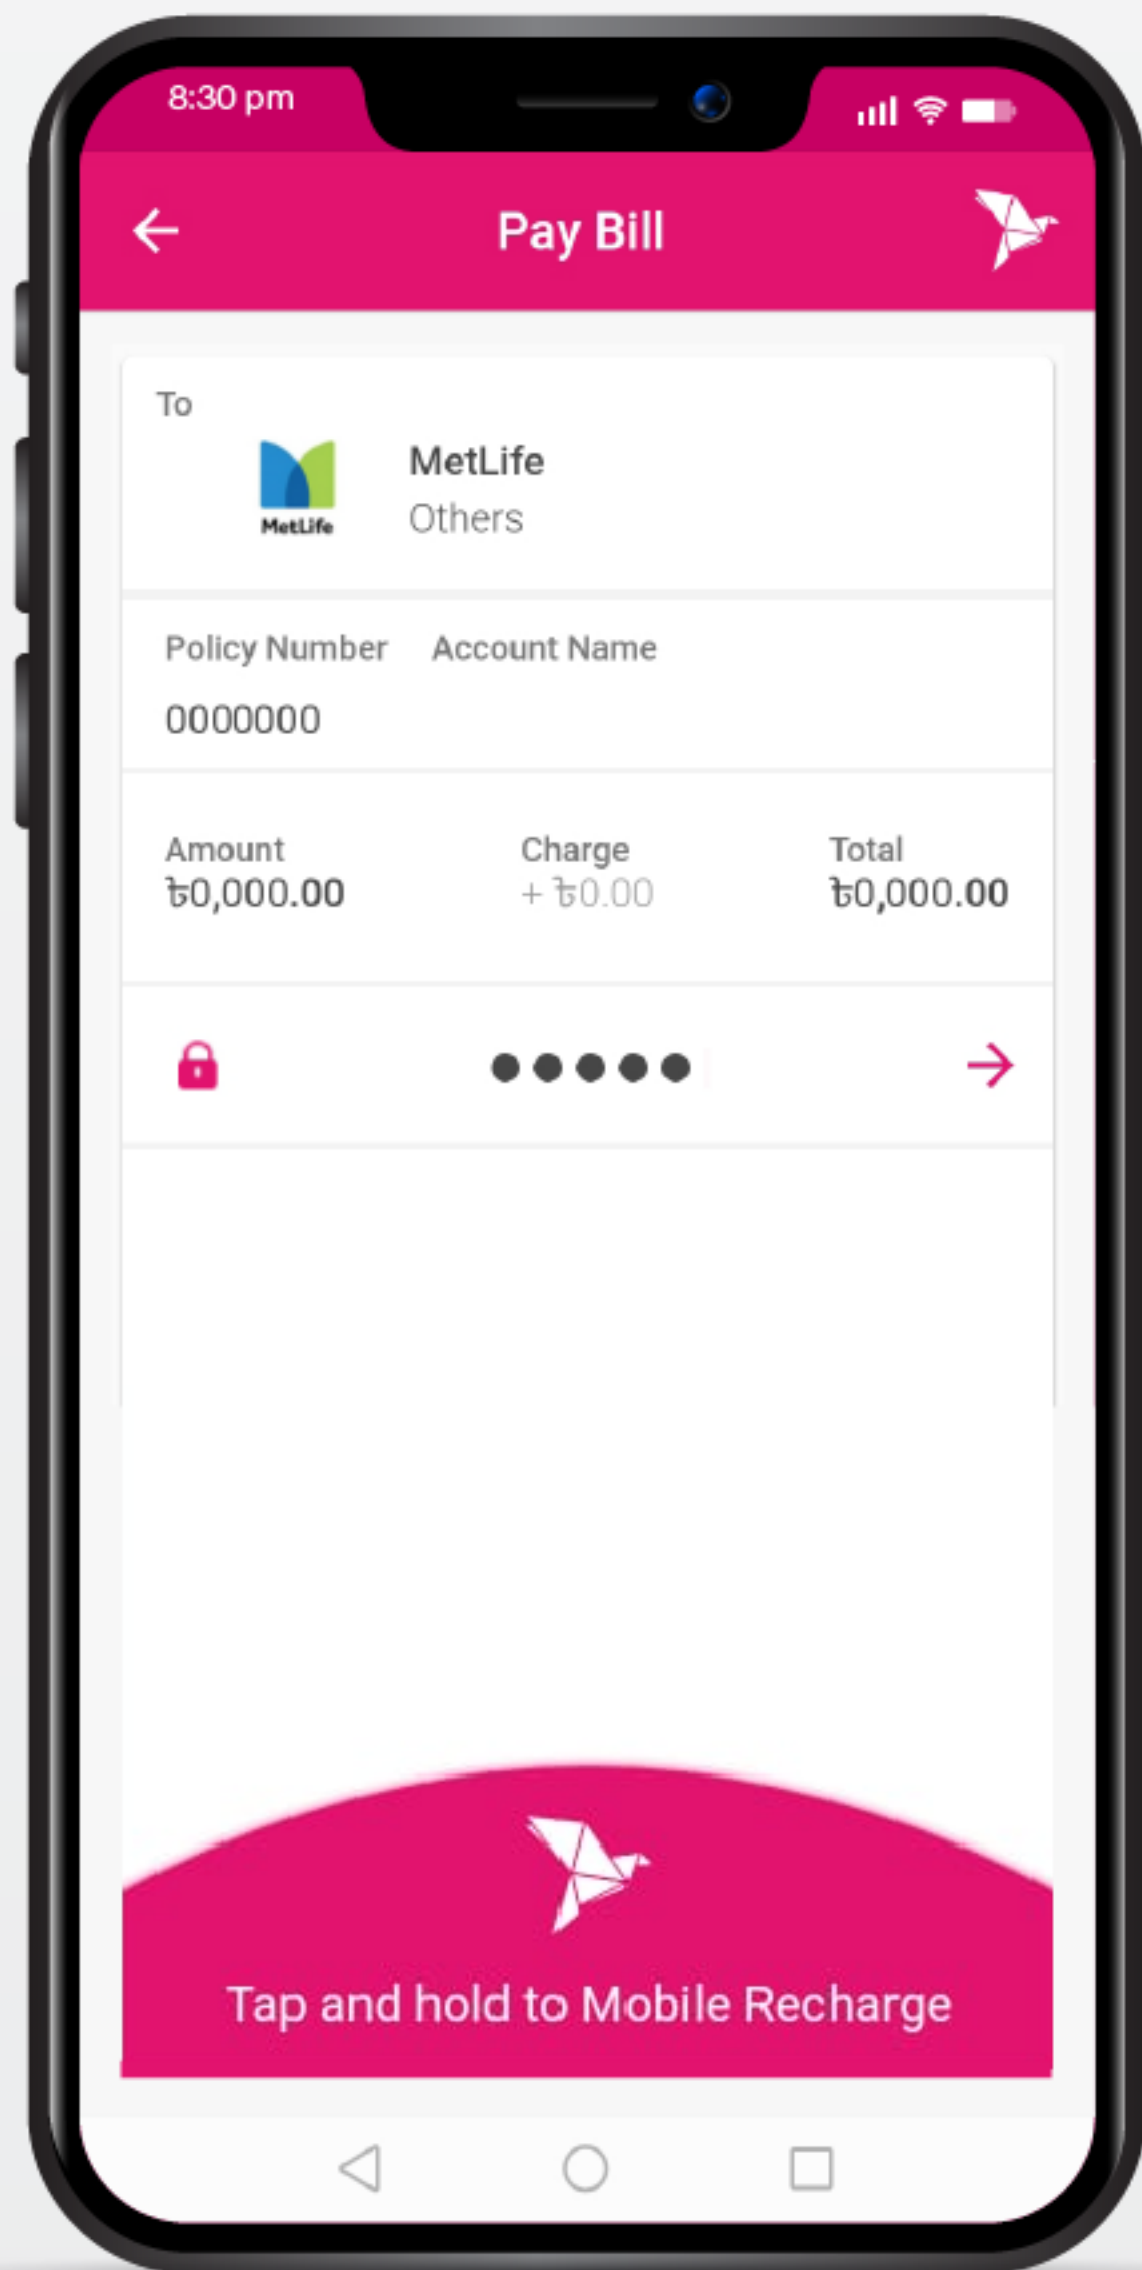 8:30 pm
Pay Bill
To
MetLife
MetLife
Others
Policy Number Account Name
0000000
Amount Charge Total
৳0,000.00 + ৳0.00 ৳0,000.00
Tap and hold to Mobile Recharge